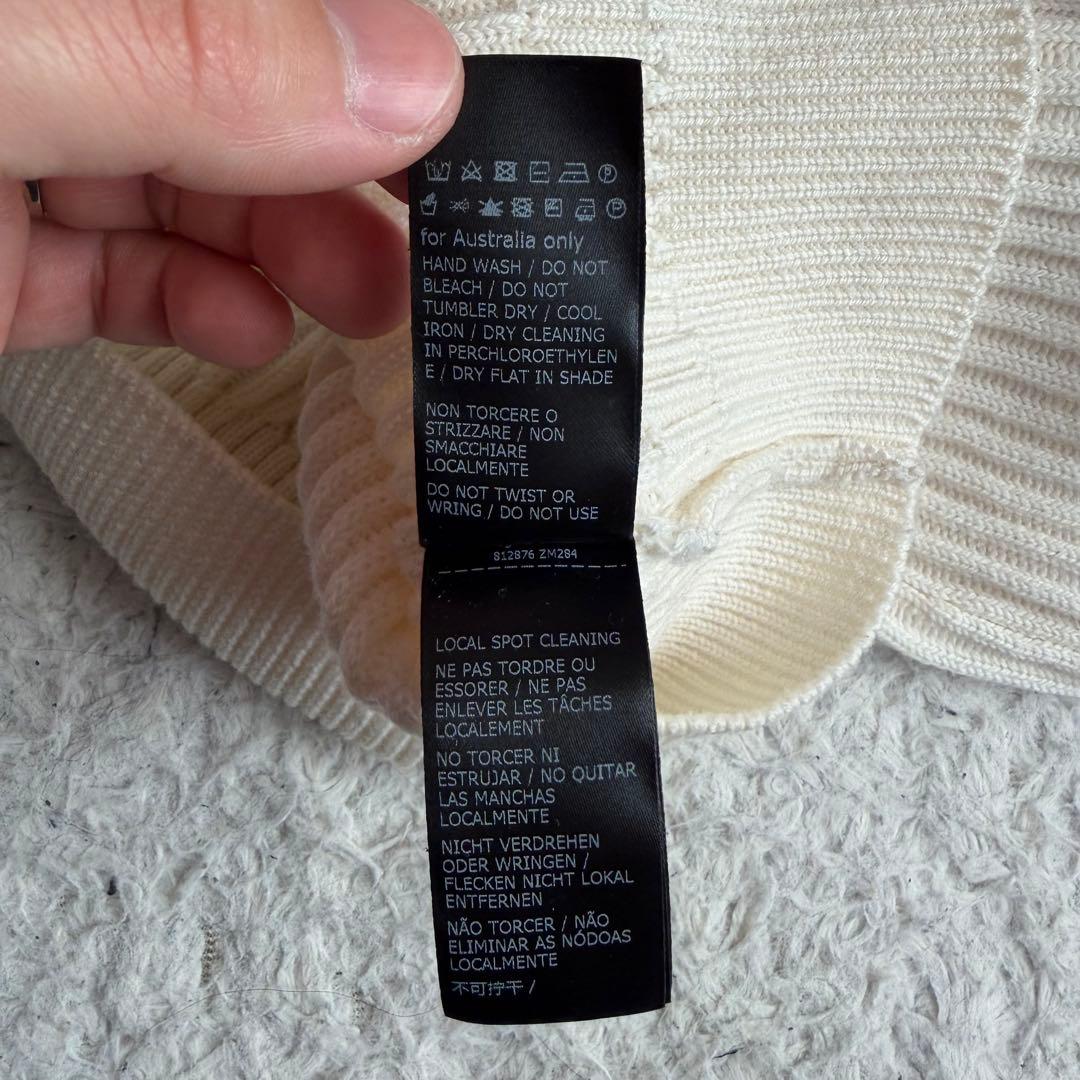 for Australia only
HAND WASH / DO NOT
BLEACH / DO NOT
TUMBLER DRY / COOL
IRON / DRY CLEANING
IN PERCHLOROETHYLEN
E / DRY FLAT IN SHADE
NON TORCERE O
STRIZZARE / NON
SMACCHIARE
LOCALMENTE
DO NOT TWIST OR
WRING / DO NOT USE
812876 ZM284
LOCAL SPOT CLEANING
NE PAS TORDRE OU
ESSORER / NE PAS
ENLEVER LES TÂCHES
LOCALEMENT
NO TORCER NI
ESTRUJAR / NO QUITAR
LAS MANCHAS
LOCALMENTE
NICHT VERDREHEN
ODER WRINGEN /
FLECKEN NICHT LOKAL
ENTFERNEN
NÃO TORCER / NÃO
ELIMINAR AS NÓDOAS
LOCALMENTE
不可拧干 /